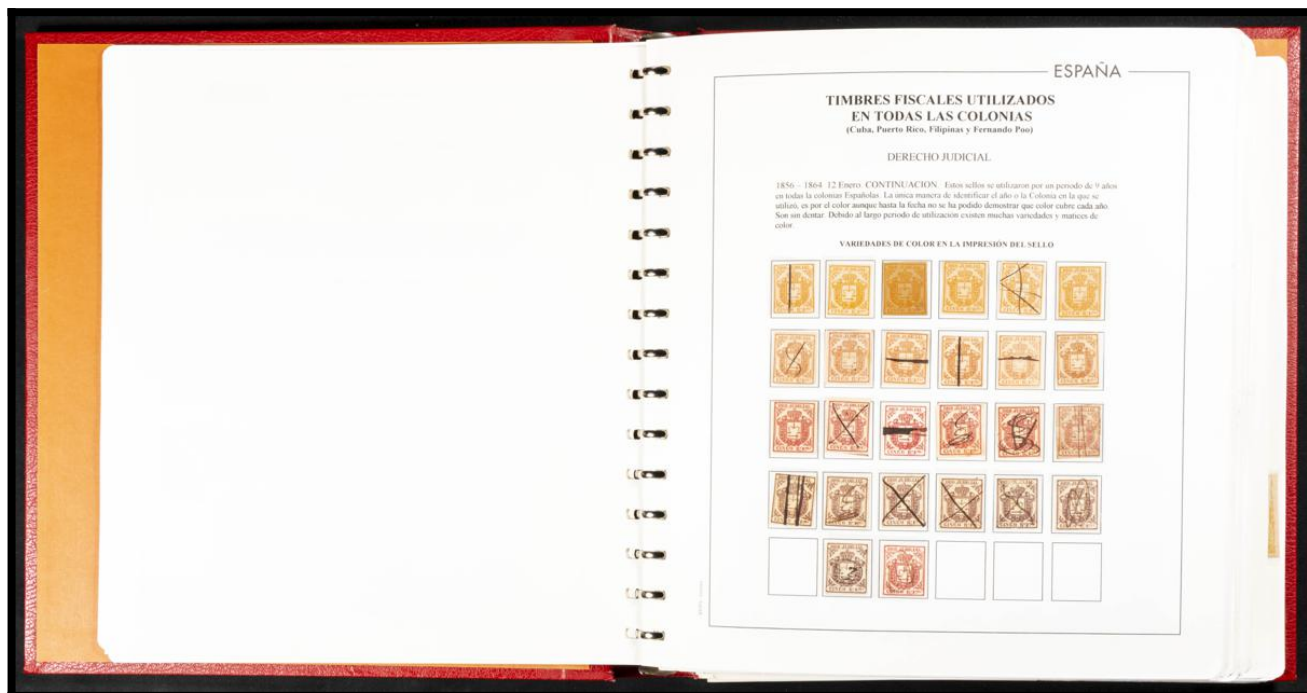 ESPAÑA
TIMBRES FISCALES UTILIZADOS
EN TODAS LAS COLONIAS
(Cuba, Puerto Rico, Filipinas y Fernando Poo)
DERECHO JUDICIAL
1856 – 1864 12 Enero. CONTINUACION. Estos sellos se utilizaron por un periodo de 9 años
en todas la colonias Españolas. La única manera de identificar el año o la Colonia en la que se
utilizó, es por el color aunque hasta la fecha no se ha podido demostrar que color cubre cada año.
Son sin dentar. Debido al largo periodo de utilización existen muchas variedades y matices de
color.
VARIEDADES DE COLOR EN LA IMPRESIÓN DEL SELLO